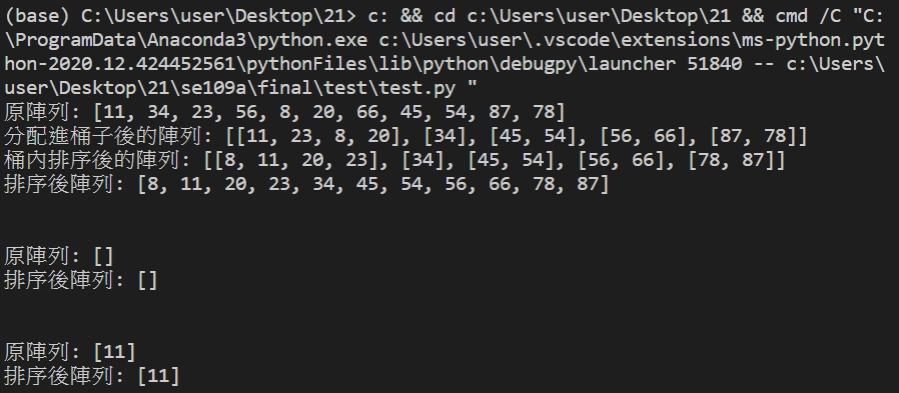 (base) C:\Users\user\Desktop\21> c: && cd c:\Users\user\Desktop\21 && cmd /C "C:
\ProgramData\Anaconda3\python.exe c:\Users\user\.vscode\extensions\ms-python.pyt
hon-2020.12.424452561\pythonFiles\lib\python\debugpy\launcher 51840 -- c:\Users\
user\Desktop\21\se109a\final\test\test.py "
原陣列: [11, 34, 23, 56, 8, 20, 66, 45, 54, 87, 78]
分配進桶子後的陣列: [[11, 23, 8, 20], [34], [45, 54], [56, 66], [87, 78]]
桶內排序後的陣列: [[8, 11, 20, 23], [34], [45, 54], [56, 66], [78, 87]]
排序後陣列: [8, 11, 20, 23, 34, 45, 54, 56, 66, 78, 87]
原陣列: []
排序後陣列: []
原陣列: [11]
排序後陣列: [11]